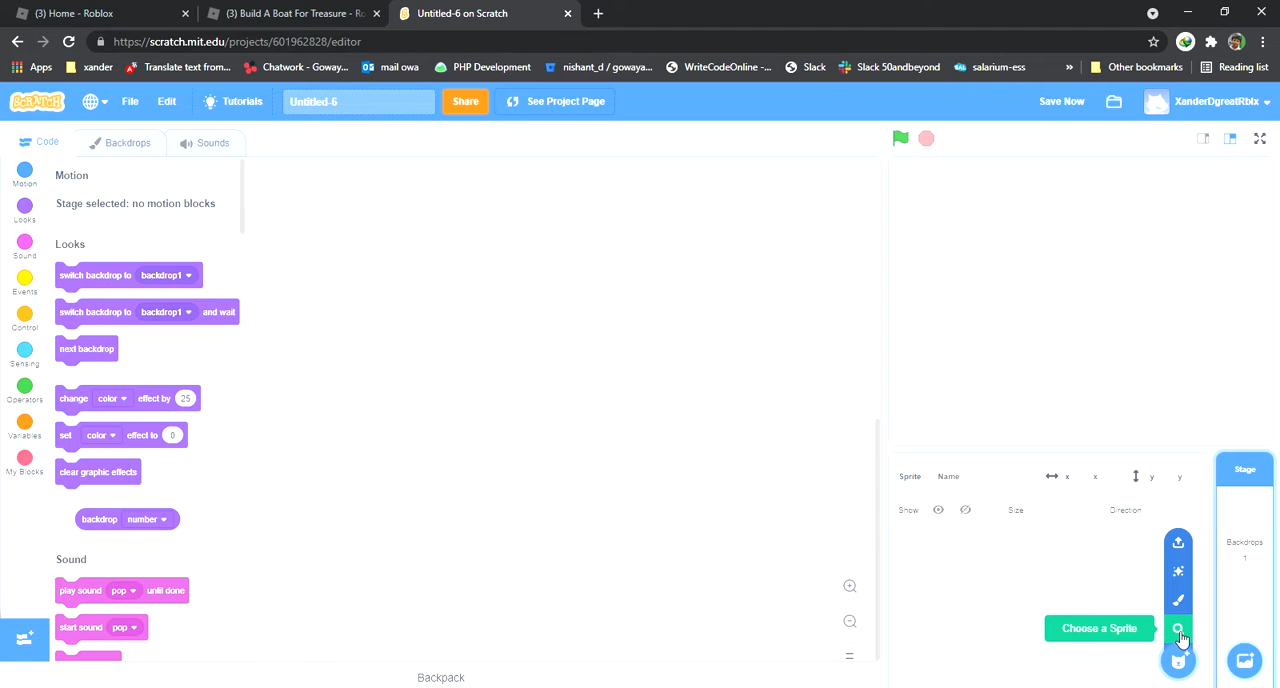 (3) Home - Roblox
(3) Build A Boat For Treasure - Ro
Untitled-6 on Scratch
https://scratch.mit.edu/projects/601962828/editor
Apps xander Translate text from... Chatwork - Goway... mail owa PHP Development nishant_d / gowaya... WriteCodeOnline -... Slack Slack 50andbeyond salarium-ess » Other bookmarks Reading list
SCRATCH File Edit Tutorials Untitled-6 Share See Project Page Save Now XanderDgreatRblx
Code Backdrops Sounds
Motion
Looks
Sound
Events
Control
Sensing
Operators
Variables
My Blocks
Motion
Stage selected: no motion blocks
Looks
switch backdrop to backdrop1
switch backdrop to backdrop1 and wait
next backdrop
change color effect by 25
set color effect to 0
clear graphic effects
backdrop number
Sound
play sound pop until done
start sound pop
Backpack
Sprite Name x x y y
Show Size Direction
Choose a Sprite
Stage
Backdrops
1